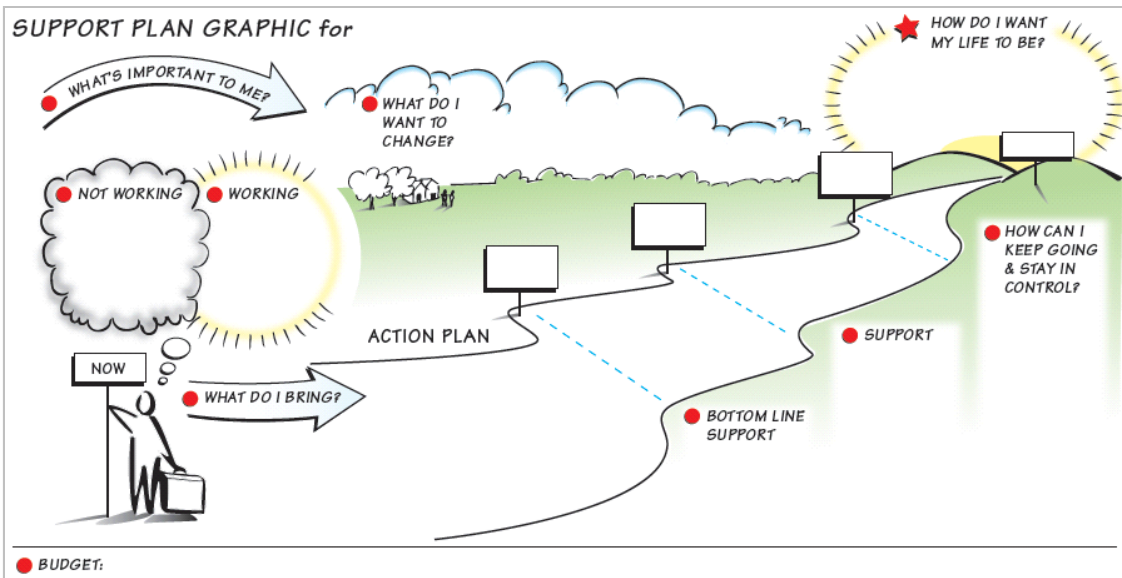 SUPPORT PLAN GRAPHIC for
HOW DO I WANT
MY LIFE TO BE?
WHAT'S IMPORTANT TO ME?
WHAT DO I
WANT TO
CHANGE?
NOT WORKING
WORKING
HOW CAN I
KEEP GOING
& STAY IN
CONTROL?
ACTION PLAN
SUPPORT
NOW
WHAT DO I BRING?
BOTTOM LINE
SUPPORT
BUDGET: